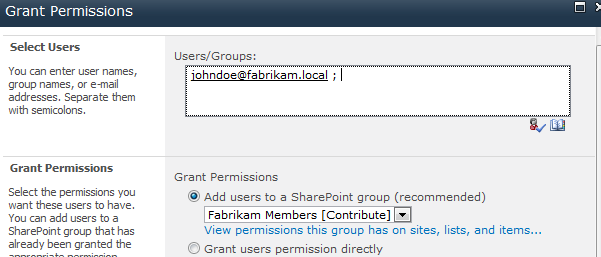 Grant Permissions
Select Users
You can enter user names,
group names, or e-mail
addresses. Separate them
with semicolons.
Users/Groups:
johndoe@fabrikam.local ;
Grant Permissions
Select the permissions you
want these users to have.
You can add users to a
SharePoint group that has
already been granted the
appropriate permission
Grant Permissions
Add users to a SharePoint group (recommended)
Fabrikam Members [Contribute]
View permissions this group has on sites, lists, and items...
Grant users permission directly